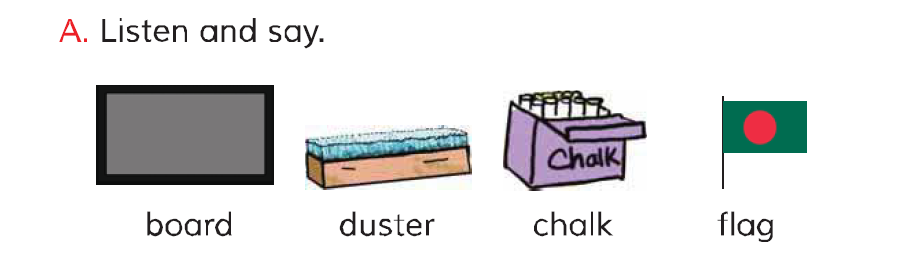 A. Listen and say.
Chalk
board duster chalk flag